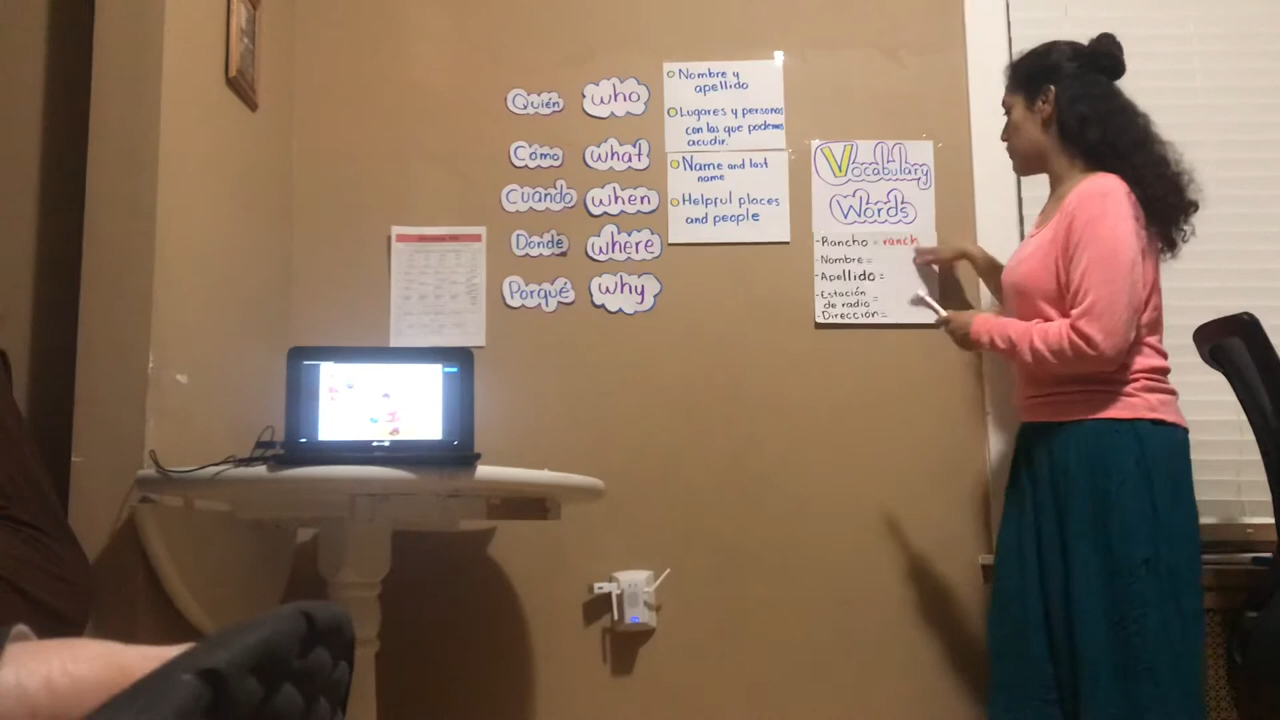 Quién
who
Cómo
what
Cuando
when
Donde
where
Porqué
why
Nombre y
apellido
Lugares y personas
con las que podemos
acudir.
Name and last
name
Helpful places
and people
Vocabulary
Words
-Rancho = ranch
-Nombre =
-Apellido =
-Estación
de radio =
-Dirección=